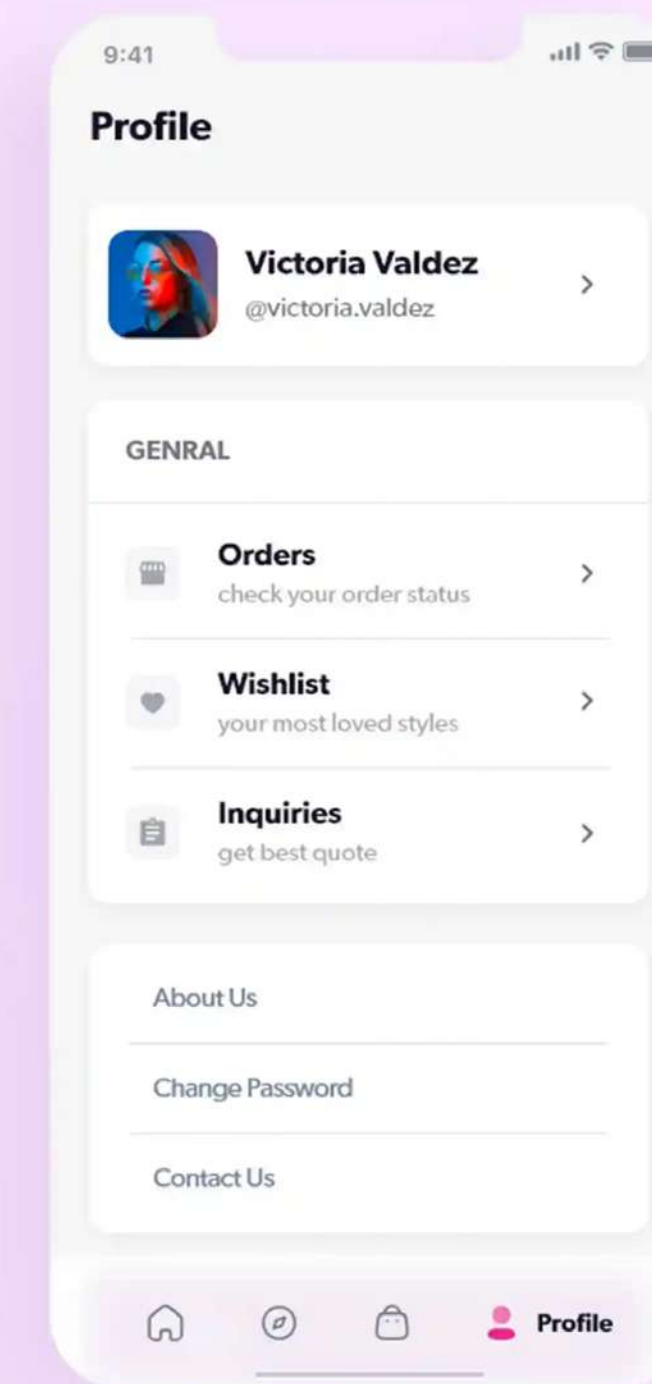 9:41
Profile
Victoria Valdez
@victoria.valdez
GENRAL
Orders
check your order status
Wishlist
your most loved styles
Inquiries
get best quote
About Us
Change Password
Contact Us
Profile